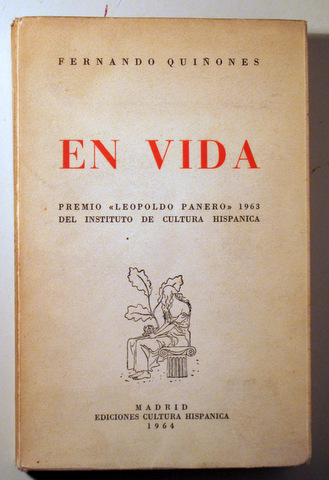 FERNANDO QUIÑONES
EN VIDA
PREMIO «LEOPOLDO PANERO» 1963
DEL INSTITUTO DE CULTURA HISPANICA
MADRID
EDICIONES CULTURA HISPANICA
1964